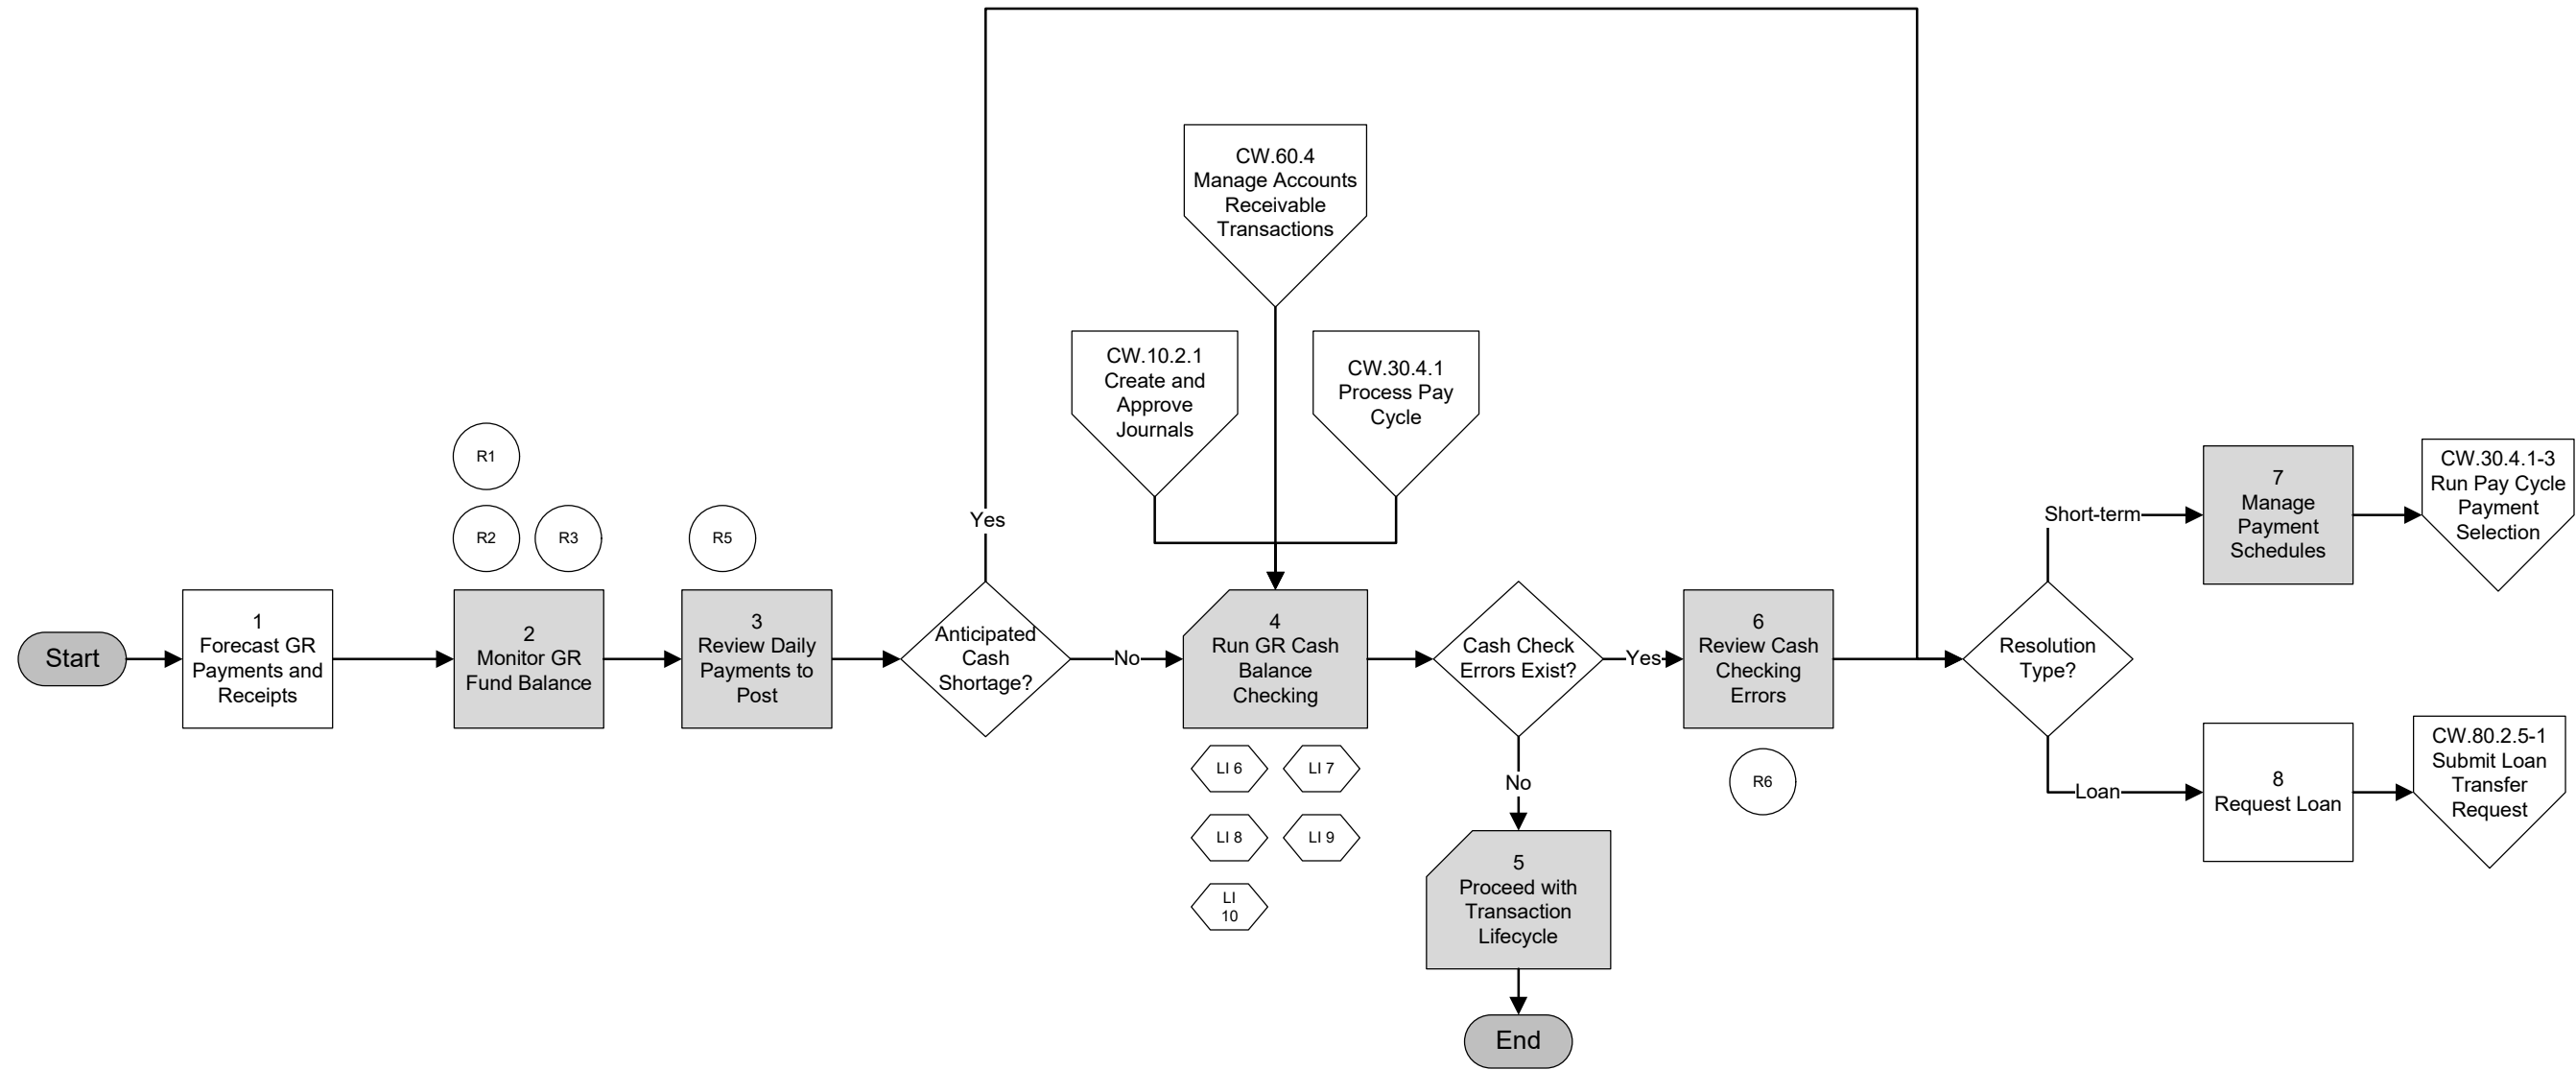 CW.60.4
Manage Accounts
Receivable
Transactions
CW.10.2.1
Create and
Approve
Journals
CW.30.4.1
Process Pay
Cycle
R1
R2
R3
R5
Yes
Start
1
Forecast GR
Payments and
Receipts
2
Monitor GR
Fund Balance
3
Review Daily
Payments to
Post
Anticipated
Cash
Shortage?
No
4
Run GR Cash
Balance
Checking
LI 6
LI 7
LI 8
LI 9
LI
10
Cash Check
Errors Exist?
Yes
No
5
Proceed with
Transaction
Lifecycle
End
6
Review Cash
Checking
Errors
R6
Resolution
Type?
Short-term
7
Manage
Payment
Schedules
CW.30.4.1-3
Run Pay Cycle
Payment
Selection
Loan
8
Request Loan
CW.80.2.5-1
Submit Loan
Transfer
Request